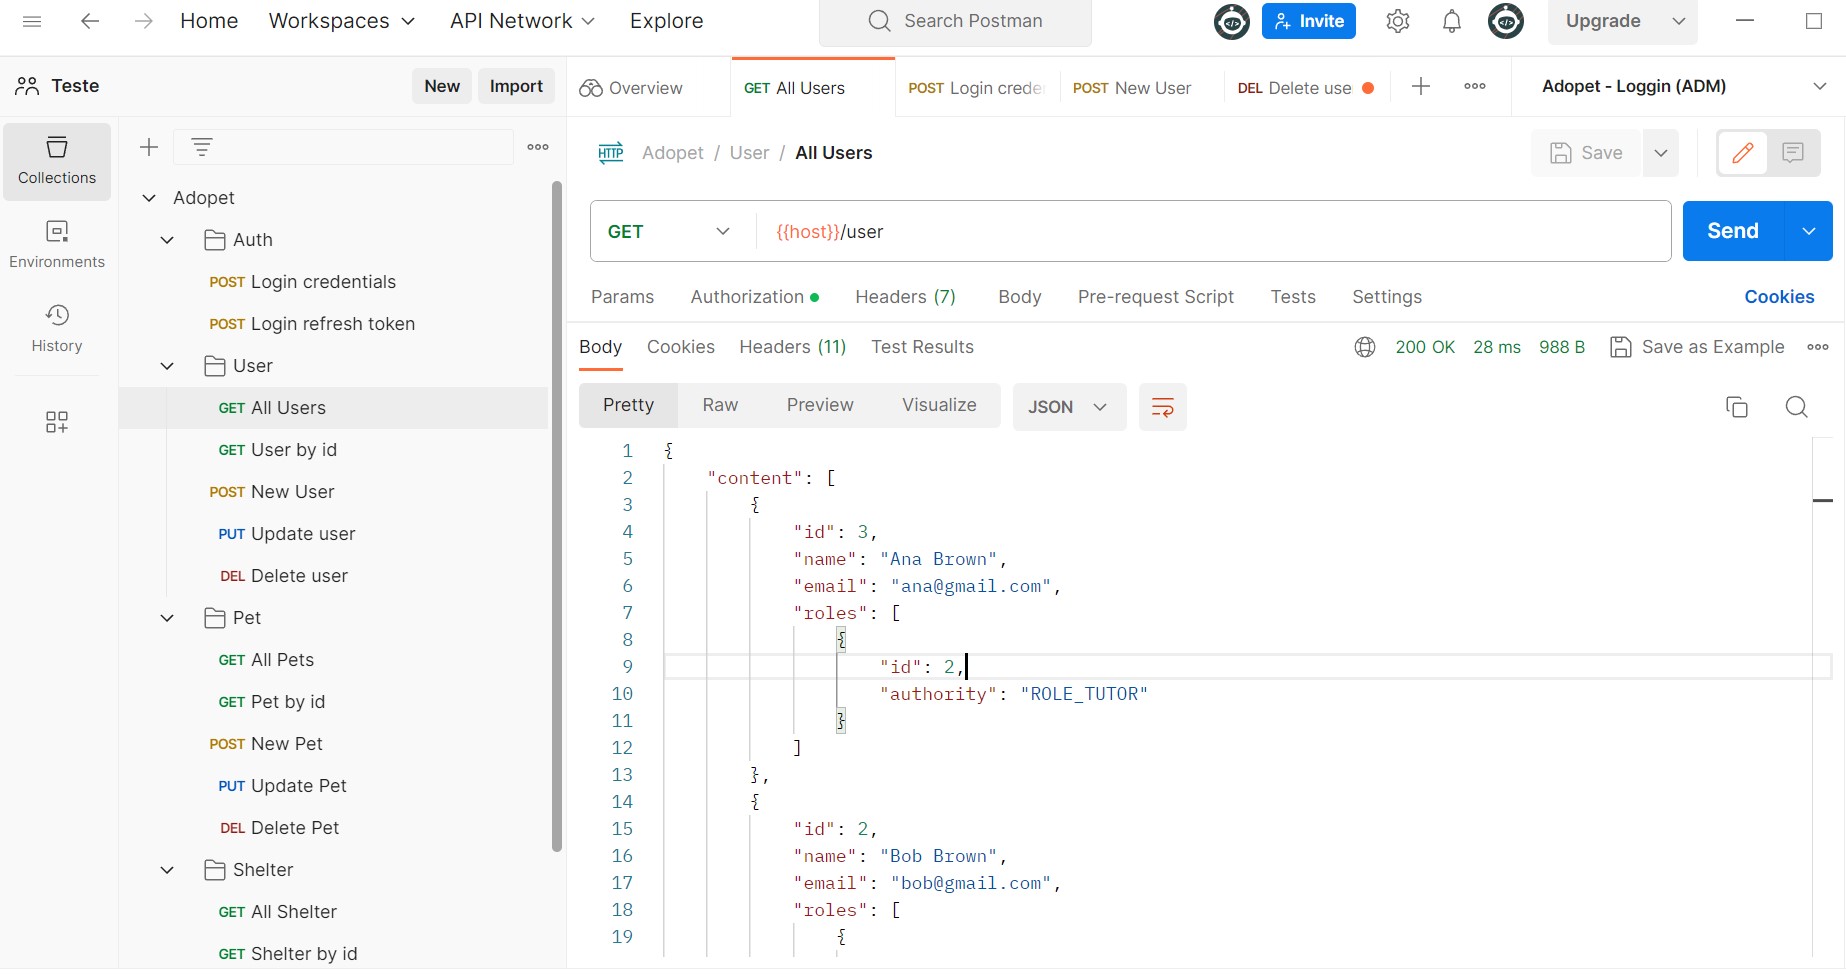 Home Workspaces API Network Explore Search Postman Invite Upgrade
Teste New Import
Overview GET All Users POST Login crede POST New User DEL Delete use Adopet - Loggin (ADM)
Collections
Environments
History
Adopet
Auth
POST Login credentials
POST Login refresh token
User
GET All Users
GET User by id
POST New User
PUT Update user
DEL Delete user
Pet
GET All Pets
GET Pet by id
POST New Pet
PUT Update Pet
DEL Delete Pet
Shelter
GET All Shelter
GET Shelter by id
HTTP Adopet / User / All Users Save
GET {{host}}/user Send
Params Authorization Headers (7) Body Pre-request Script Tests Settings Cookies
Body Cookies Headers (11) Test Results 200 OK 28 ms 988 B Save as Example
Pretty Raw Preview Visualize JSON
1 {
2 "content": [
3 {
4 "id": 3,
5 "name": "Ana Brown",
6 "email": "ana@gmail.com",
7 "roles": [
8 {
9 "id": 2,
10 "authority": "ROLE_TUTOR"
11 }
12 ]
13 },
14 {
15 "id": 2,
16 "name": "Bob Brown",
17 "email": "bob@gmail.com",
18 "roles": [
19 {